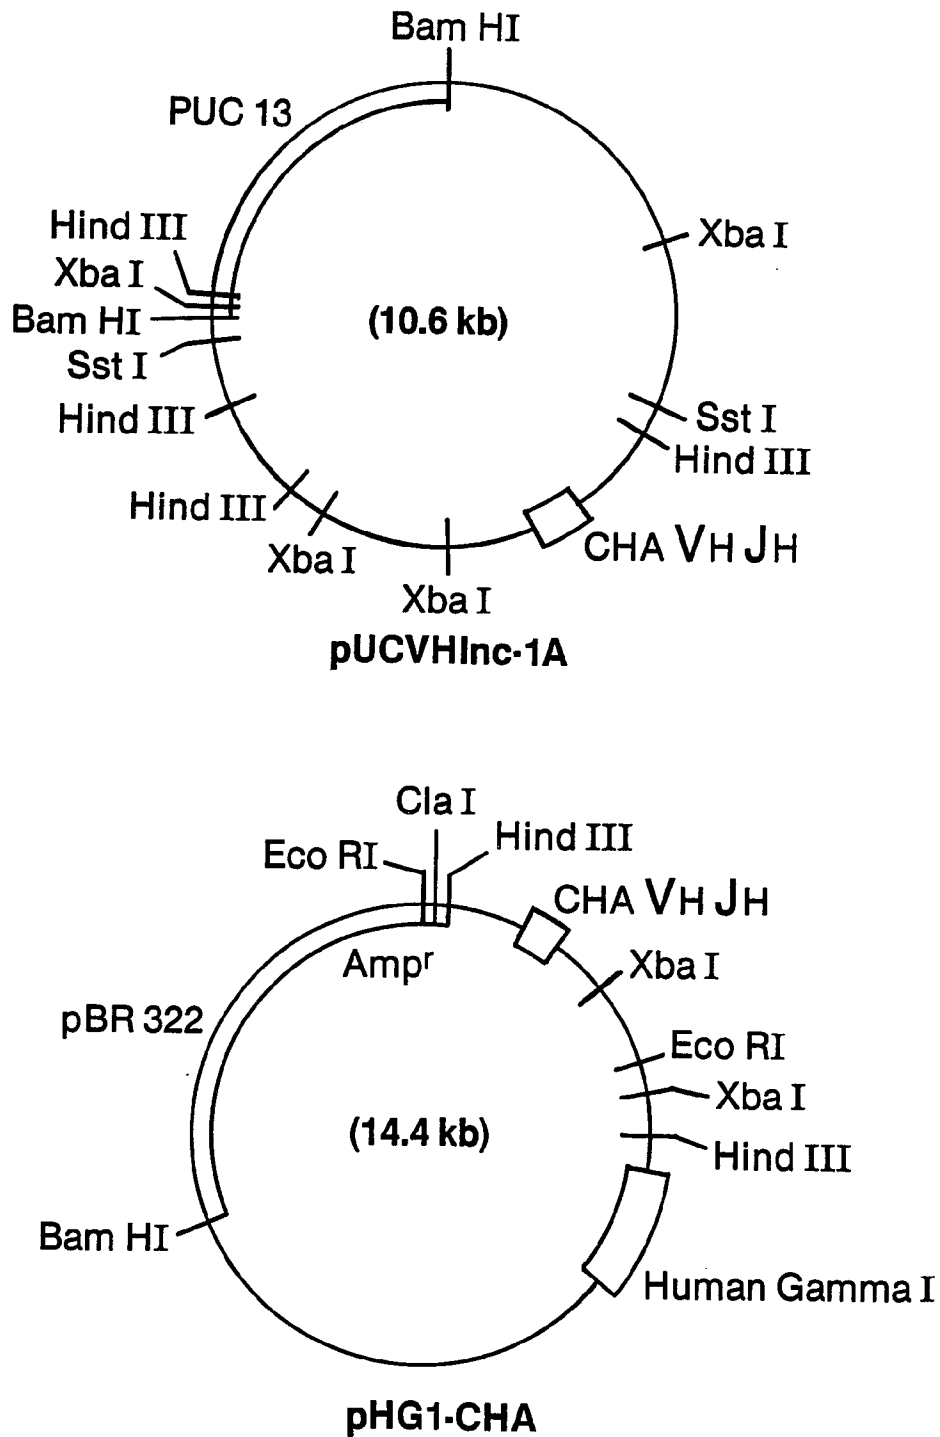 Bam HI
PUC 13
Hind III
Xba I
Xba I
Bam HI
(10.6 kb)
Sst I
Hind III
Sst I
Hind III
Hind III
Xba I
CHA VH JH
Xba I
pUCVHInc-1A
Cla I
Eco RI
Hind III
CHA VH JH
Ampr
Xba I
pBR 322
Eco RI
Xba I
(14.4 kb)
Hind III
Bam HI
Human Gamma I
pHG1-CHA